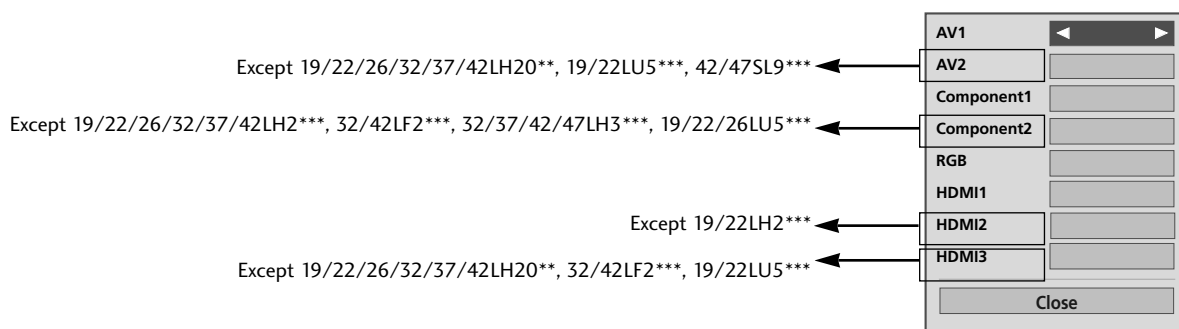 AV1
Except 19/22/26/32/37/42LH20**, 19/22LU5***, 42/47SL9***
AV2
Component1
Except 19/22/26/32/37/42LH2***, 32/42LF2***, 32/37/42/47LH3***, 19/22/26LU5***
Component2
RGB
HDMI1
Except 19/22LH2***
HDMI2
Except 19/22/26/32/37/42LH20**, 32/42LF2***, 19/22LU5***
HDMI3
Close